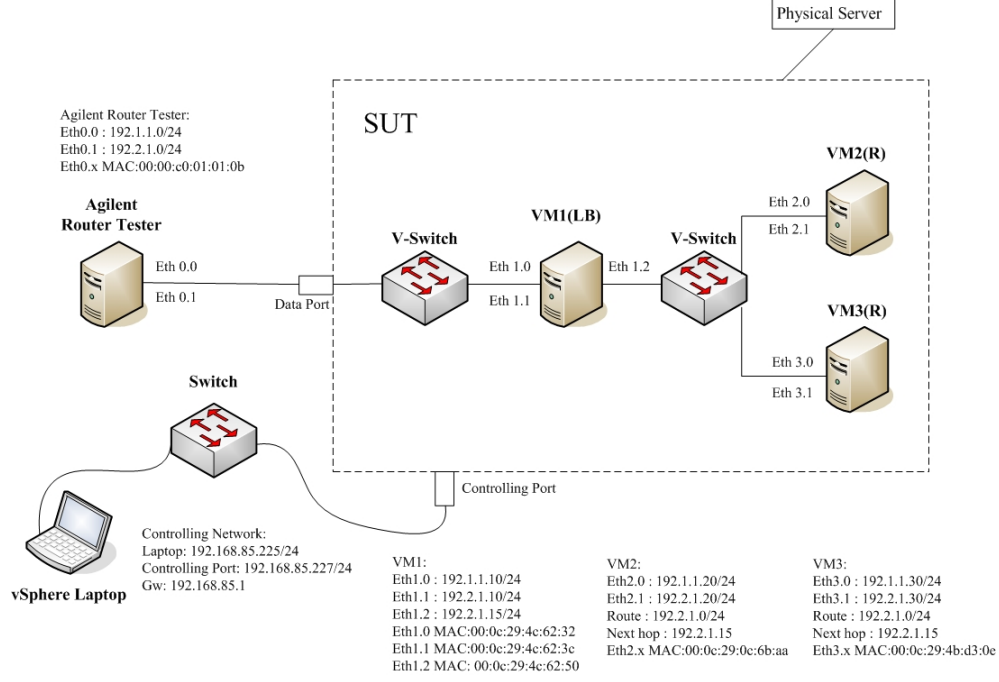 Physical Server
Agilent Router Tester:
Eth0.0 : 192.1.1.0/24
Eth0.1 : 192.2.1.0/24
Eth0.x MAC:00:00:c0:01:01:0b
SUT
VM2(R)
Eth 2.0
Eth 2.1
Agilent
Router Tester
Eth 0.0
Eth 0.1
Data Port
V-Switch
Eth 1.0
Eth 1.1
VM1(LB)
Eth 1.2
V-Switch
VM3(R)
Eth 3.0
Eth 3.1
Switch
Controlling Port
vSphere Laptop
Controlling Network:
Laptop: 192.168.85.225/24
Controlling Port: 192.168.85.227/24
Gw: 192.168.85.1
VM1:
Eth1.0 : 192.1.1.10/24
Eth1.1 : 192.2.1.10/24
Eth1.2 : 192.2.1.15/24
Eth1.0 MAC:00:0c:29:4c:62:32
Eth1.1 MAC:00:0c:29:4c:62:3c
Eth1.2 MAC: 00:0c:29:4c:62:50
VM2:
Eth2.0 : 192.1.1.20/24
Eth2.1 : 192.2.1.20/24
Route : 192.2.1.0/24
Next hop : 192.2.1.15
Eth2.x MAC:00:0c:29:0c:6b:aa
VM3:
Eth3.0 : 192.1.1.30/24
Eth3.1 : 192.2.1.30/24
Route : 192.2.1.0/24
Next hop : 192.2.1.15
Eth3.x MAC:00:0c:29:4b:d3:0e